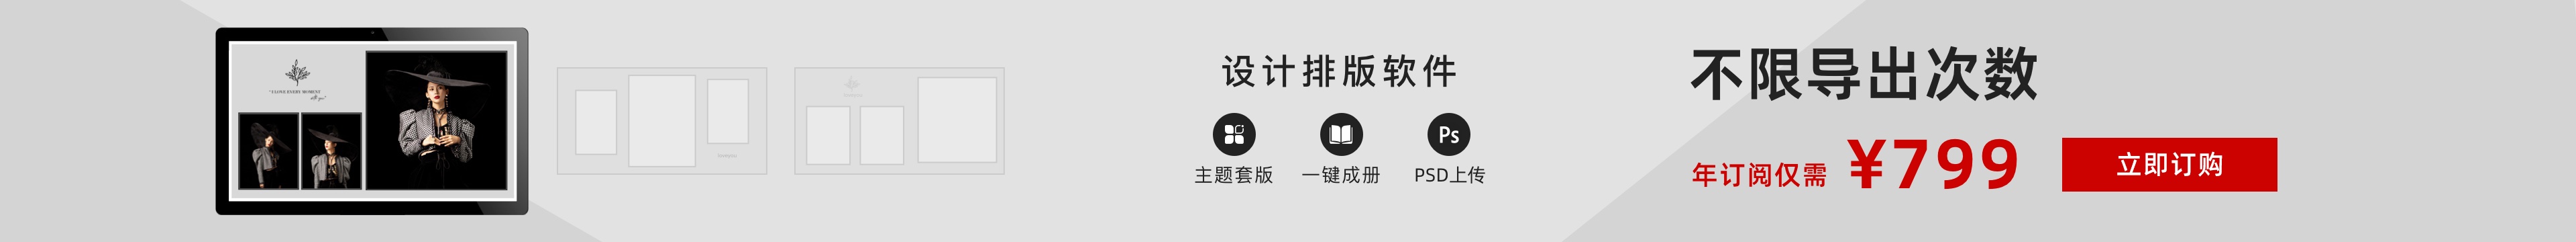 "I LOVE EVERY MOMENT
with you"
设计排版软件
主题套版
一键成册
Ps
PSD上传
不限导出次数
年订阅仅需 ¥799
立即订购